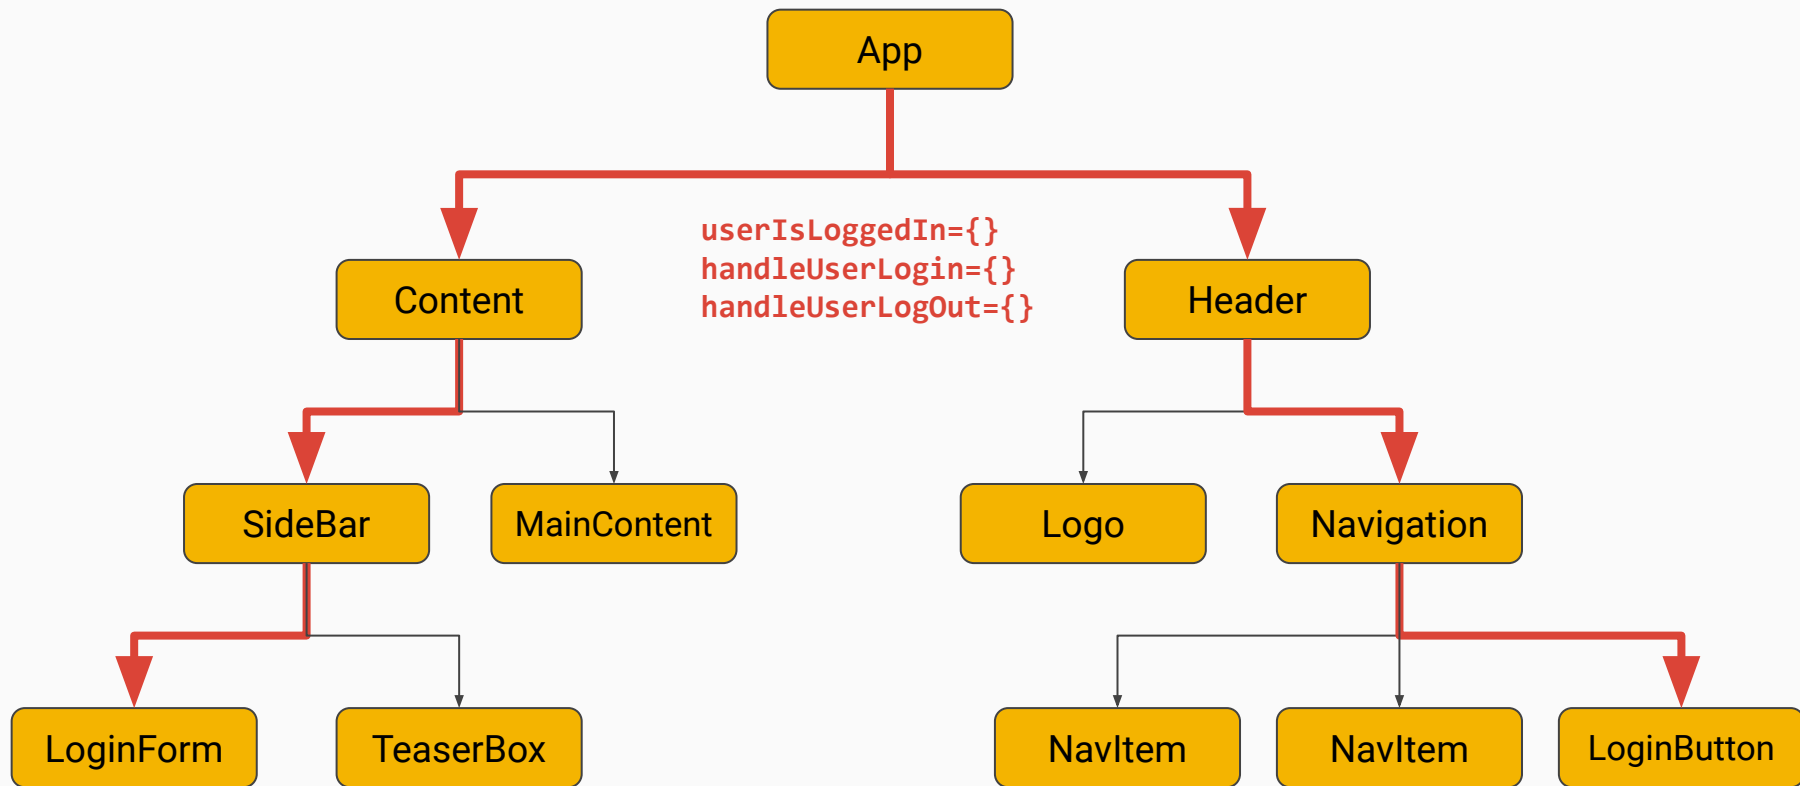 App
userIsLoggedIn={}
handleUserLogin={}
handleUserLogOut={}
Content
Header
SideBar
MainContent
Logo
Navigation
LoginForm
TeaserBox
NavItem
NavItem
LoginButton